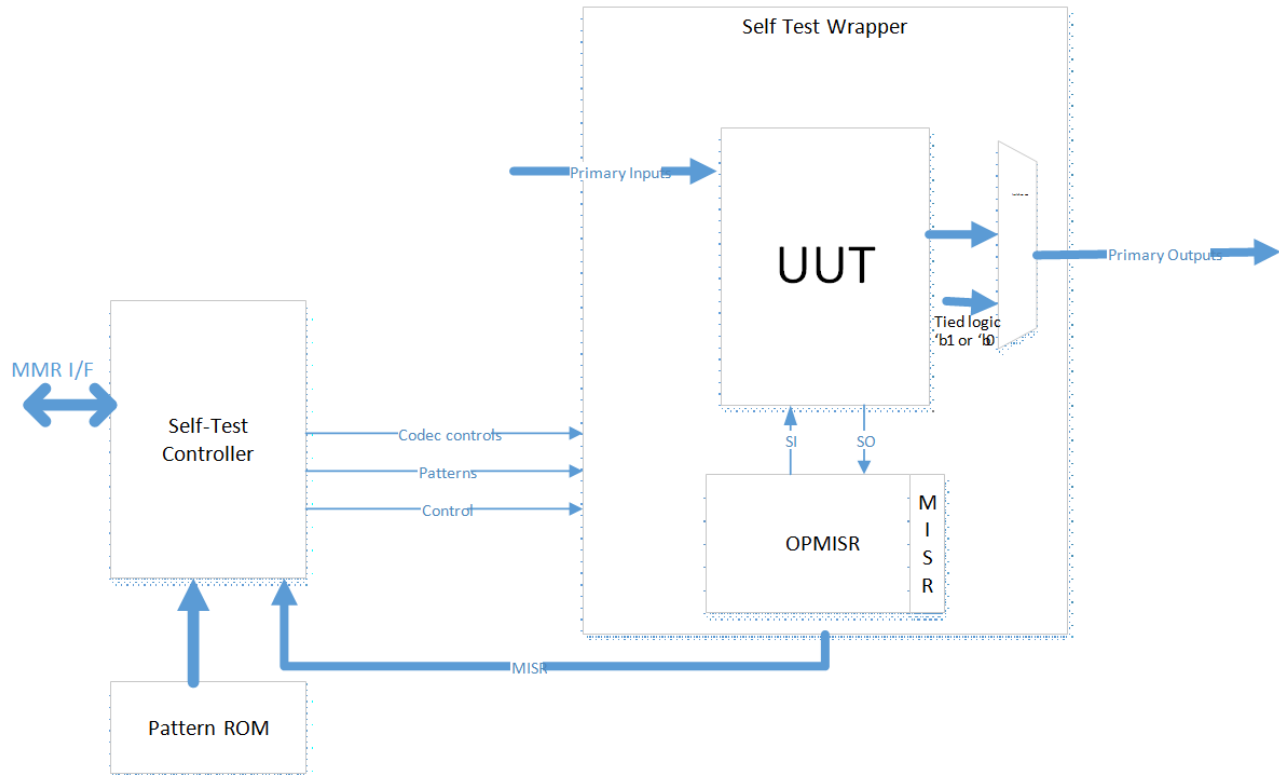 Self Test Wrapper
Primary Inputs
UUT
Primary Outputs
Tied logic
‘b1 or ‘b0
MMR I/F
Self-Test
Controller
Codec controls
Patterns
Control
SI
SO
OPMISR
M
I
S
R
MISR
Pattern ROM